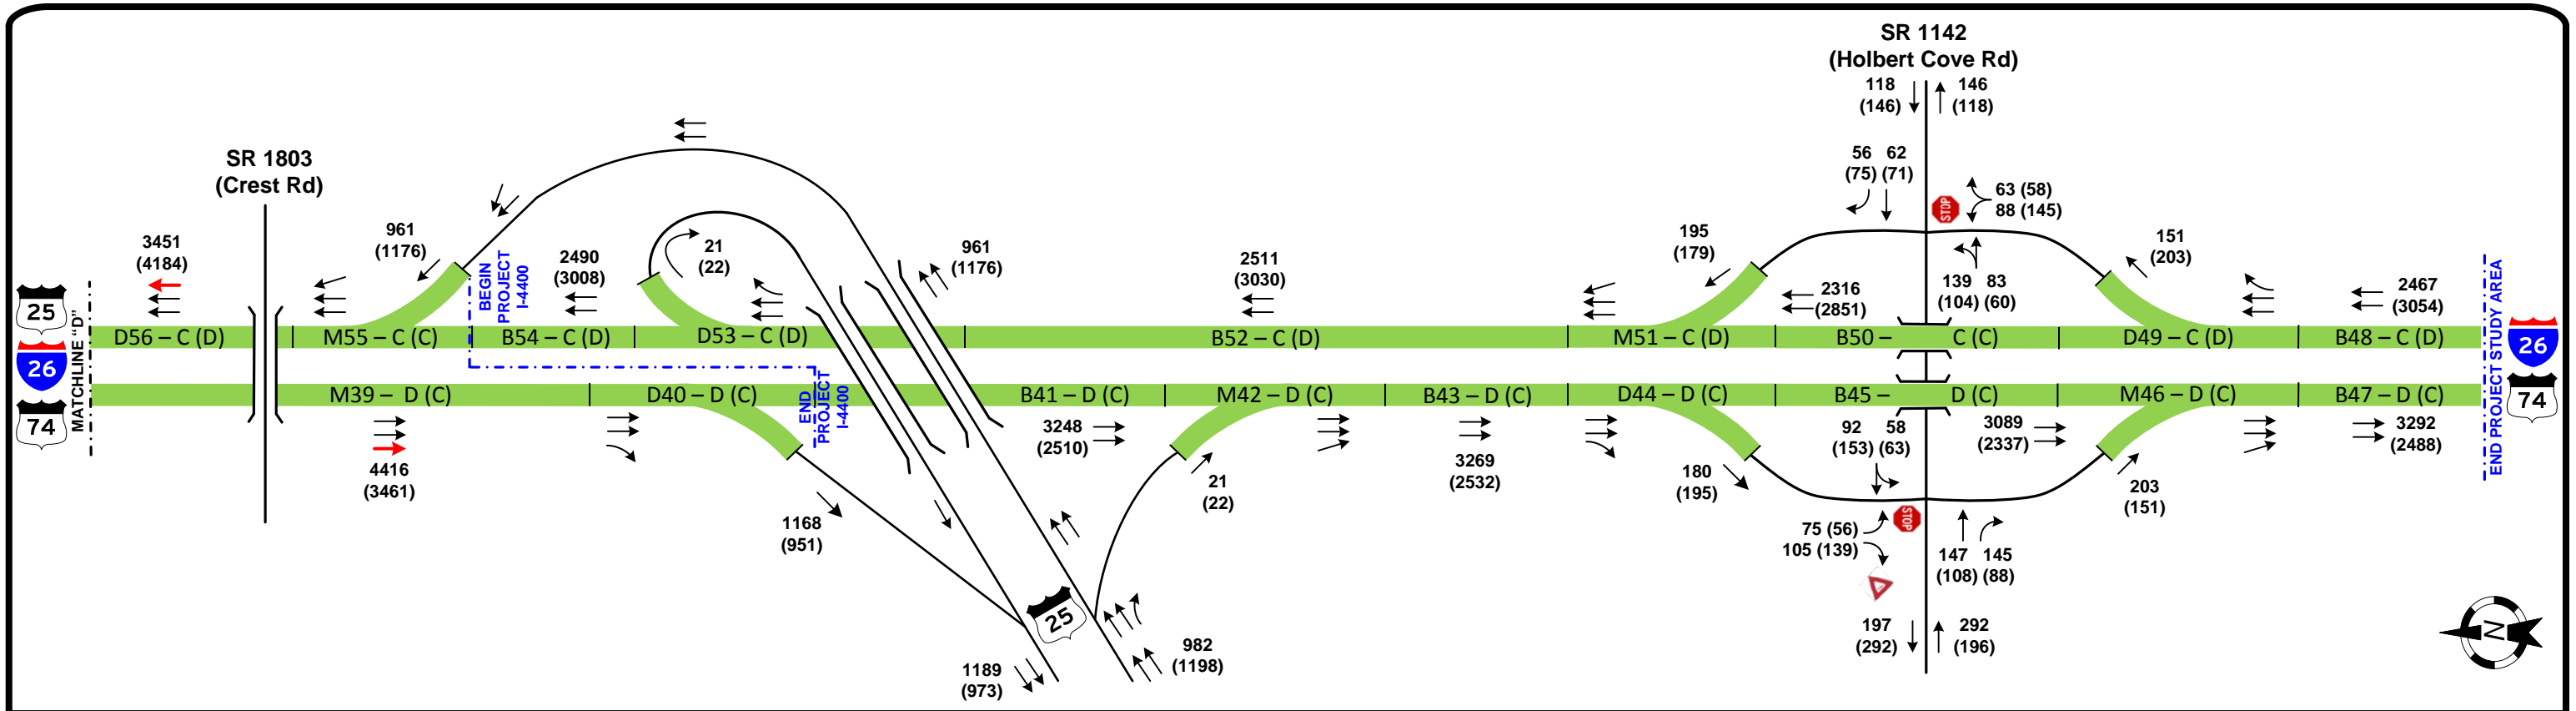 SR 1142
(Holbert Cove Rd)
118
(146)
146
(118)
SR 1803
(Crest Rd)
56 62
(75) (71)
63 (58)
88 (145)
STOP
3451
(4184)
961
(1176)
BEGIN
PROJECT
I-4400
2490
(3008)
21
(22)
961
(1176)
2511
(3030)
195
(179)
2316
(2851)
139 83
(104) (60)
151
(203)
2467
(3054)
25
26
74
MATCHLINE "D"
D56 – C (D)
M55 – C (C)
B54 – C (D)
D53 – C (D)
B52 – C (D)
M51 – C (D)
B50 – C (C)
D49 – C (D)
B48 – C (D)
END PROJECT STUDY AREA
26
74
M39 – D (C)
D40 – D (C)
END
PROJECT
I-4400
B41 – D (C)
M42 – D (C)
B43 – D (C)
D44 – D (C)
B45 – D (C)
M46 – D (C)
B47 – D (C)
4416
(3461)
1168
(951)
3248
(2510)
21
(22)
3269
(2532)
180
(195)
92 58
(153) (63)
3089
(2337)
203
(151)
3292
(2488)
STOP
75 (56)
105 (139)
147 145
(108) (88)
25
197
(292)
292
(196)
1189
(973)
982
(1198)
N